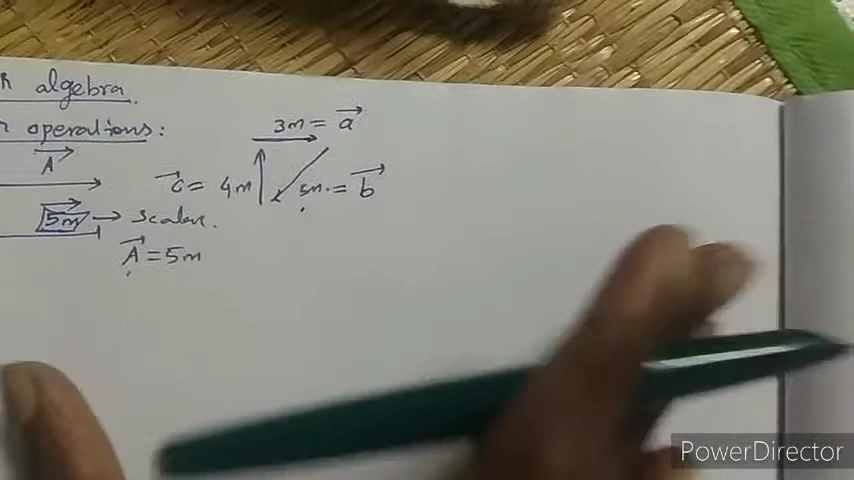 algebra.
operations:
3m = a
A
c = 4m
5m. = b
5m → scalar.
A = 5m
PowerDirector